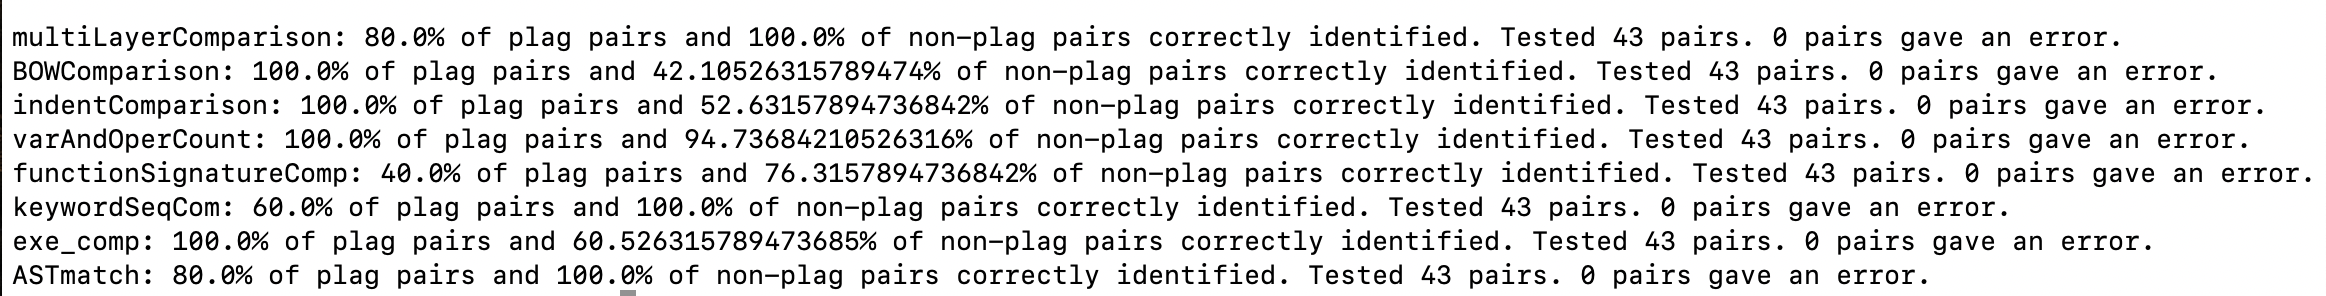 multiLayerComparison: 80.0% of plag pairs and 100.0% of non-plag pairs correctly identified. Tested 43 pairs. 0 pairs gave an error.
BOWComparison: 100.0% of plag pairs and 42.10526315789474% of non-plag pairs correctly identified. Tested 43 pairs. 0 pairs gave an error.
indentComparison: 100.0% of plag pairs and 52.63157894736842% of non-plag pairs correctly identified. Tested 43 pairs. 0 pairs gave an error.
varAndOperCount: 100.0% of plag pairs and 94.73684210526316% of non-plag pairs correctly identified. Tested 43 pairs. 0 pairs gave an error.
functionSignatureComp: 40.0% of plag pairs and 76.3157894736842% of non-plag pairs correctly identified. Tested 43 pairs. 0 pairs gave an error.
keywordSeqCom: 60.0% of plag pairs and 100.0% of non-plag pairs correctly identified. Tested 43 pairs. 0 pairs gave an error.
exe_comp: 100.0% of plag pairs and 60.526315789473685% of non-plag pairs correctly identified. Tested 43 pairs. 0 pairs gave an error.
ASTmatch: 80.0% of plag pairs and 100.0% of non-plag pairs correctly identified. Tested 43 pairs. 0 pairs gave an error.